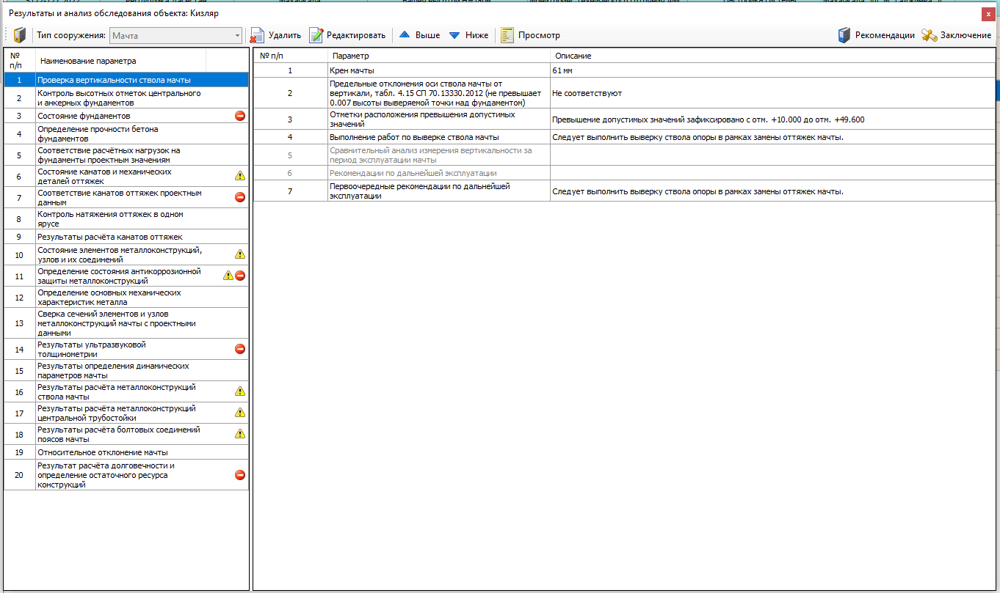 Результаты и анализ обследования объекта: Кизляр
Тип сооружения: Мачта Удалить Редактировать Выше Ниже Просмотр Рекомендации Заключение
№
п/п
Наименование параметра
1 Проверка вертикальности ствола мачты
2 Контроль высотных отметок центрального
и анкерных фундаментов
3 Состояние фундаментов
4 Определение прочности бетона
фундаментов
5 Соответствие расчётных нагрузок на
фундаменты проектным значениям
6 Состояние канатов и механических
деталей оттяжек
7 Соответствие канатов оттяжек проектным
данным
8 Контроль натяжения оттяжек в одном
ярусе
9 Результаты расчёта канатов оттяжек
10 Состояние элементов металлоконструкций,
узлов и их соединений
11 Определение состояния антикоррозионной
защиты металлоконструкций
12 Определение основных механических
характеристик металла
13 Сверка сечений элементов и узлов
металлоконструкций мачты с проектными
данными
14 Результаты ультразвуковой
толщинометрии
15 Результаты определения динамических
параметров мачты
16 Результаты расчёта металлоконструкций
ствола мачты
17 Результаты расчёта металлоконструкций
центральной трубостойки
18 Результаты расчёта болтовых соединений
поясов мачты
19 Относительное отклонение мачты
20 Результат расчёта долговечности и
определение остаточного ресурса
конструкций
№ п/п Параметр Описание
1 Крен мачты 61 мм
2 Предельные отклонения оси ствола мачты от
вертикали, табл. 4.15 СП 70.13330.2012 (не превышает
0.007 высоты выверяемой точки над фундаментом)
Не соответствуют
3 Отметки расположения превышения допустимых
значений
Превышение допустимых значений зафиксировано с отм. +10.000 до отм. +49.600
4 Выполнение работ по выверке ствола мачты Следует выполнить выверку ствола опоры в рамках замены оттяжек мачты.
5 Сравнительный анализ измерения вертикальности за
период эксплуатации мачты
6 Рекомендации по дальнейшей эксплуатации
7 Первоочередные рекомендации по дальнейшей
эксплуатации
Следует выполнить выверку ствола опоры в рамках замены оттяжек мачты.